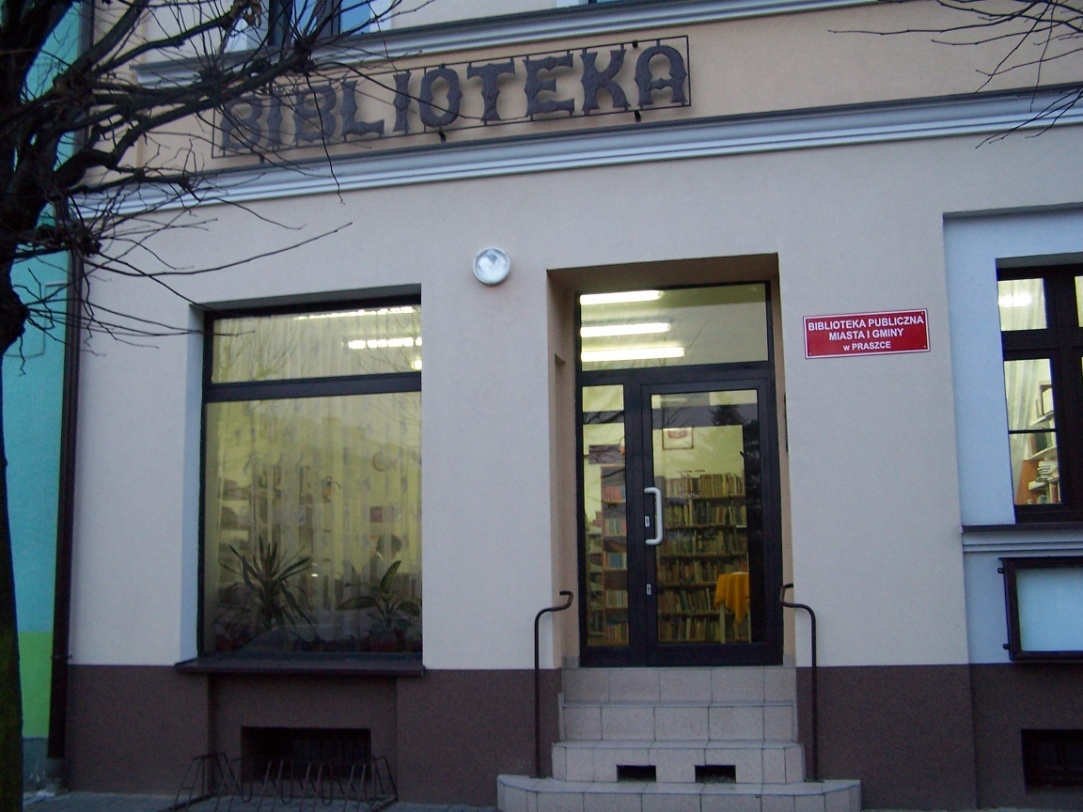 BIBLIOTEKA
BIBLIOTEKA PUBLICZNA
MIASTA I GMINY
w PRASZCE